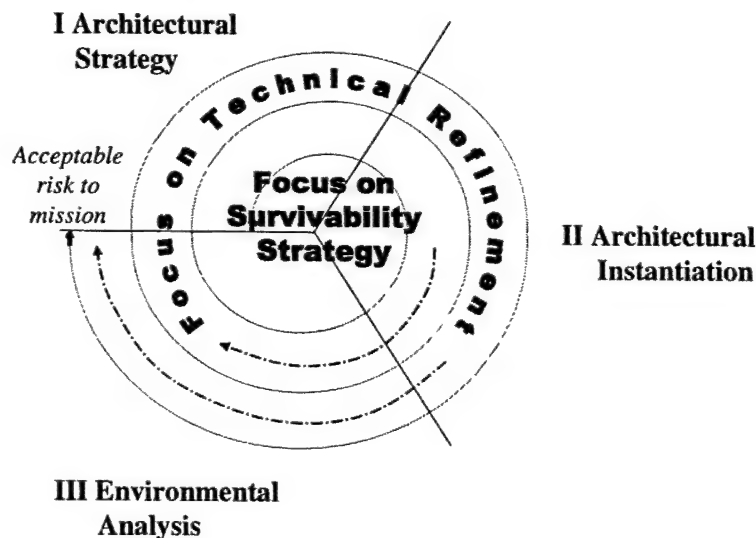 I Architectural
Strategy
Focus on Technical Refinement
Acceptable
risk to
mission
Focus on
Survivability
Strategy
II Architectural
Instantiation
III Environmental
Analysis